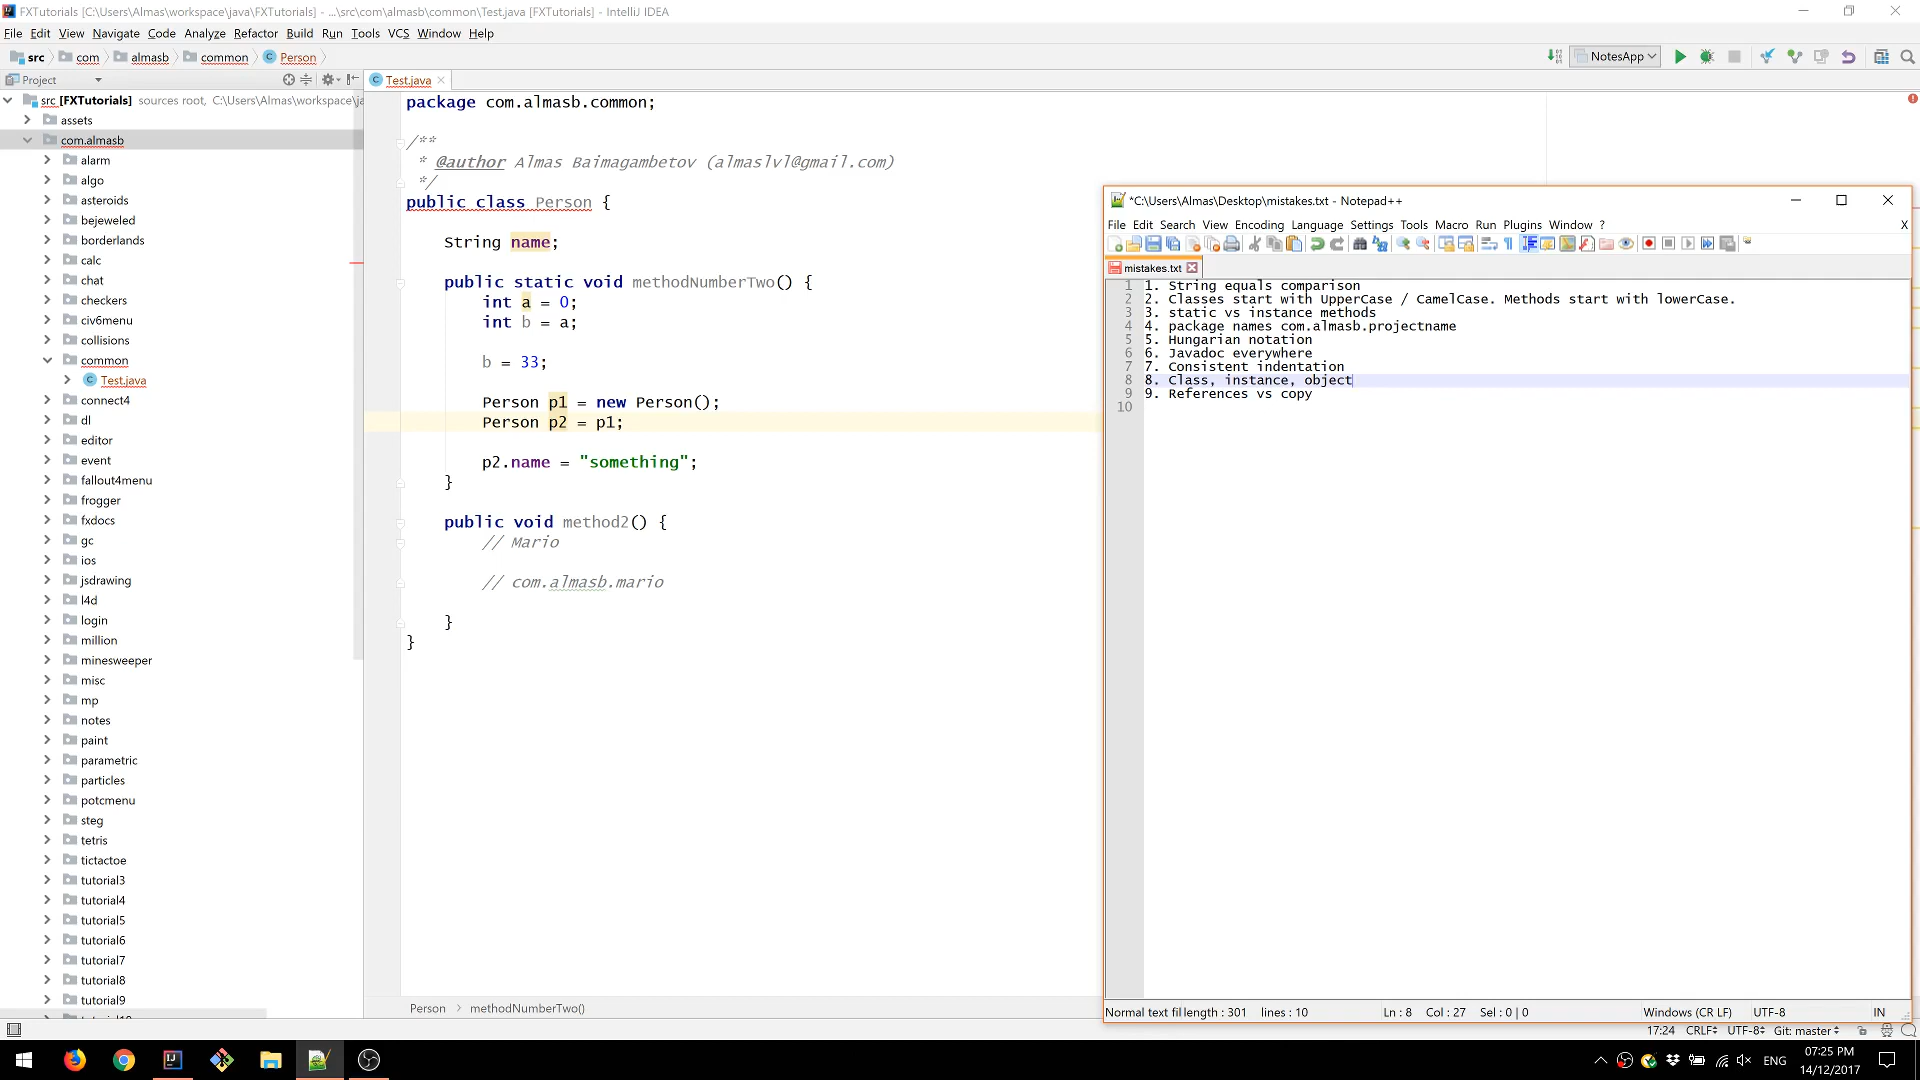 FXTutorials [C:\Users\Almas\workspace\java\FXTutorials] - ...\src\com\almasb\common\Test.java [FXTutorials] - IntelliJ IDEA
File Edit View Navigate Code Analyze Refactor Build Run Tools VCS Window Help
src com almasb common Person
NotesApp
Project
Test.java
src [FXTutorials] sources root, C:\Users\Almas\workspace\ja
assets
com.almasb
alarm
algo
asteroids
bejeweled
borderlands
calc
chat
checkers
civ6menu
collisions
common
Test.java
connect4
dl
editor
event
fallout4menu
frogger
fxdocs
gc
ios
jsdrawing
l4d
login
million
minesweeper
misc
mp
notes
paint
parametric
particles
potcmenu
steg
tetris
tictactoe
tutorial3
tutorial4
tutorial5
tutorial6
tutorial7
tutorial8
tutorial9
package com.almasb.common;
/**
* @author Almas Baimagambetov (almaslvl@gmail.com)
*/
public class Person {
String name;
public static void methodNumberTwo() {
int a = 0;
int b = a;
b = 33;
Person p1 = new Person();
Person p2 = p1;
p2.name = "something";
}
public void method2() {
// Mario
// com.almasb.mario
}
}
Person > methodNumberTwo()
*C:\Users\Almas\Desktop\mistakes.txt - Notepad++
File Edit Search View Encoding Language Settings Tools Macro Run Plugins Window ? X
mistakes.txt
1 1. String equals comparison
2 2. Classes start with UpperCase / CamelCase. Methods start with lowerCase.
3 3. static vs instance methods
4 4. package names com.almasb.projectname
5 5. Hungarian notation
6 6. Javadoc everywhere
7 7. Consistent indentation
8 8. Class, instance, object
9 9. References vs copy
10
Normal text fil length : 301 lines : 10 Ln : 8 Col : 27 Sel : 0 | 0 Windows (CR LF) UTF-8 IN
17:24 CRLF UTF-8 Git: master
ENG
07:25 PM
14/12/2017